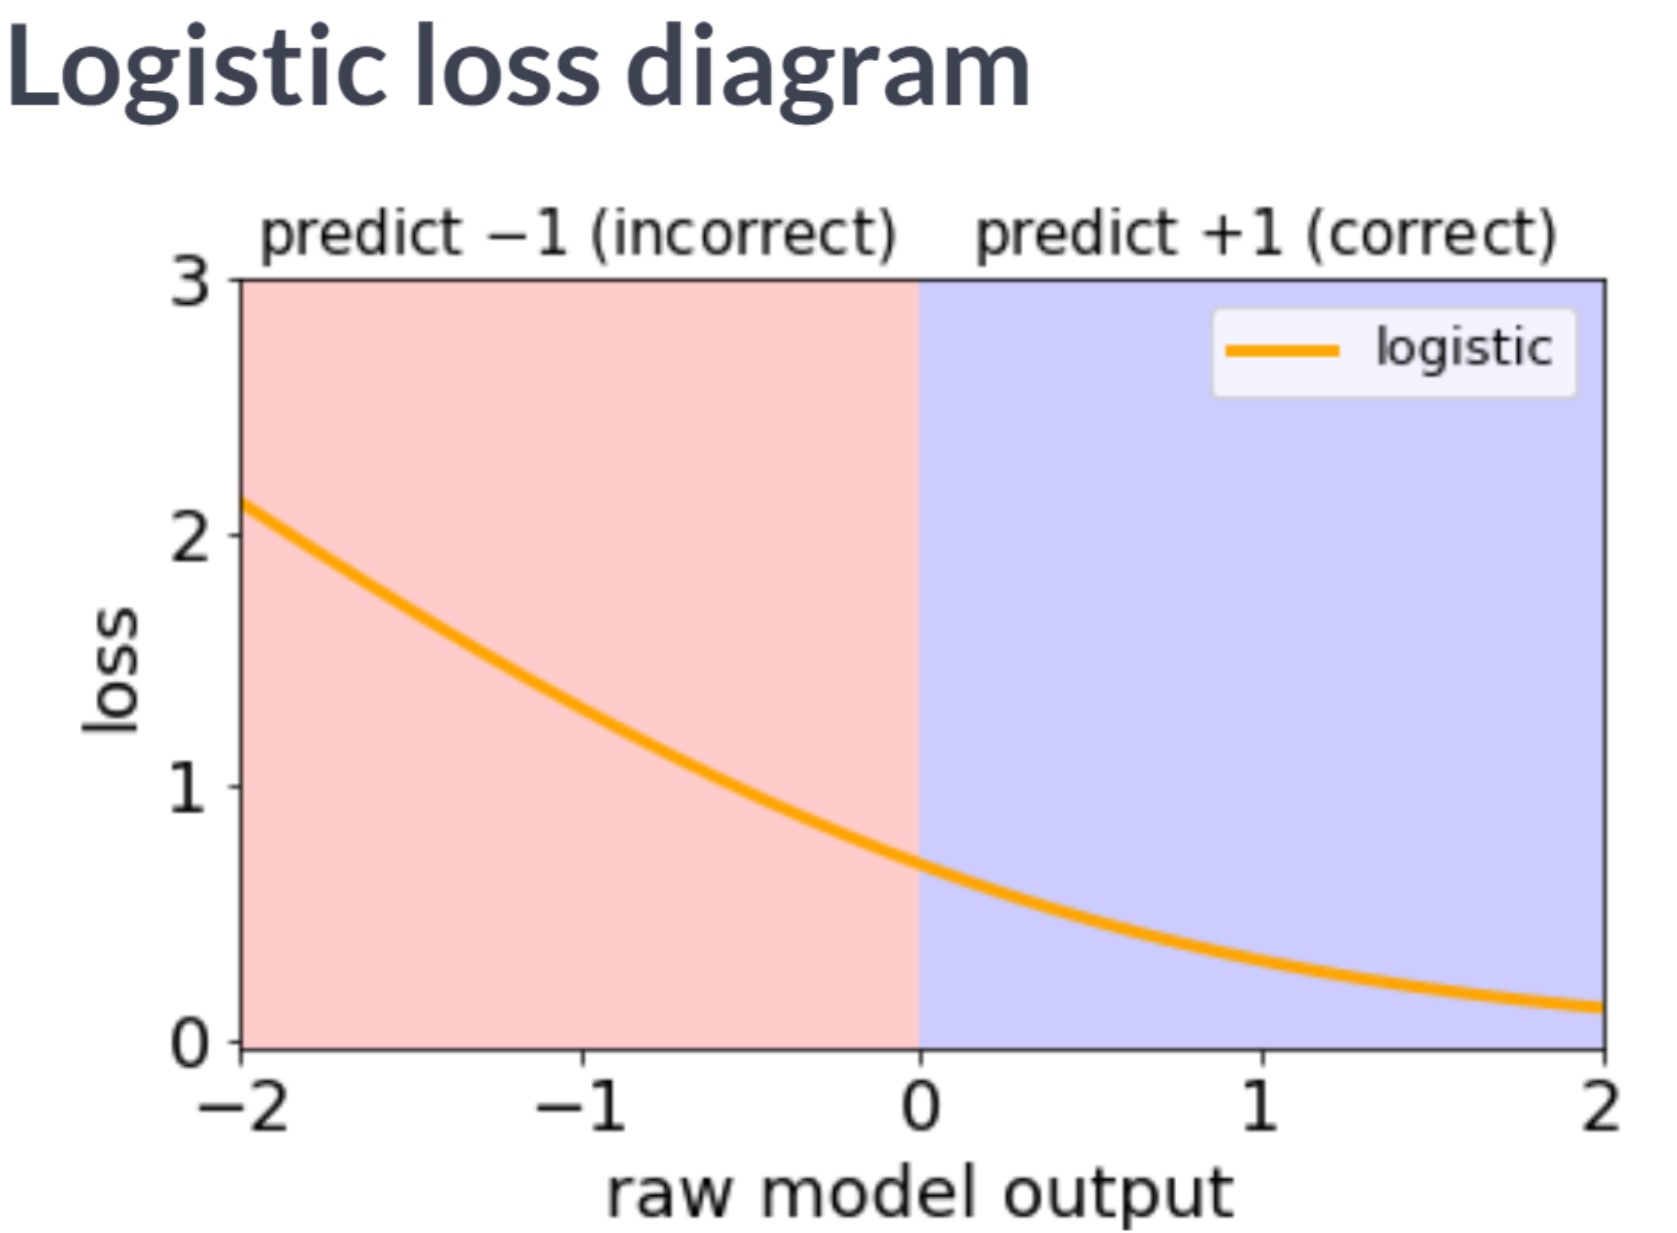 Logistic loss diagram
predict −1 (incorrect) predict +1 (correct)
3
logistic
2
loss
1
0
−2 −1 0 1 2
raw model output